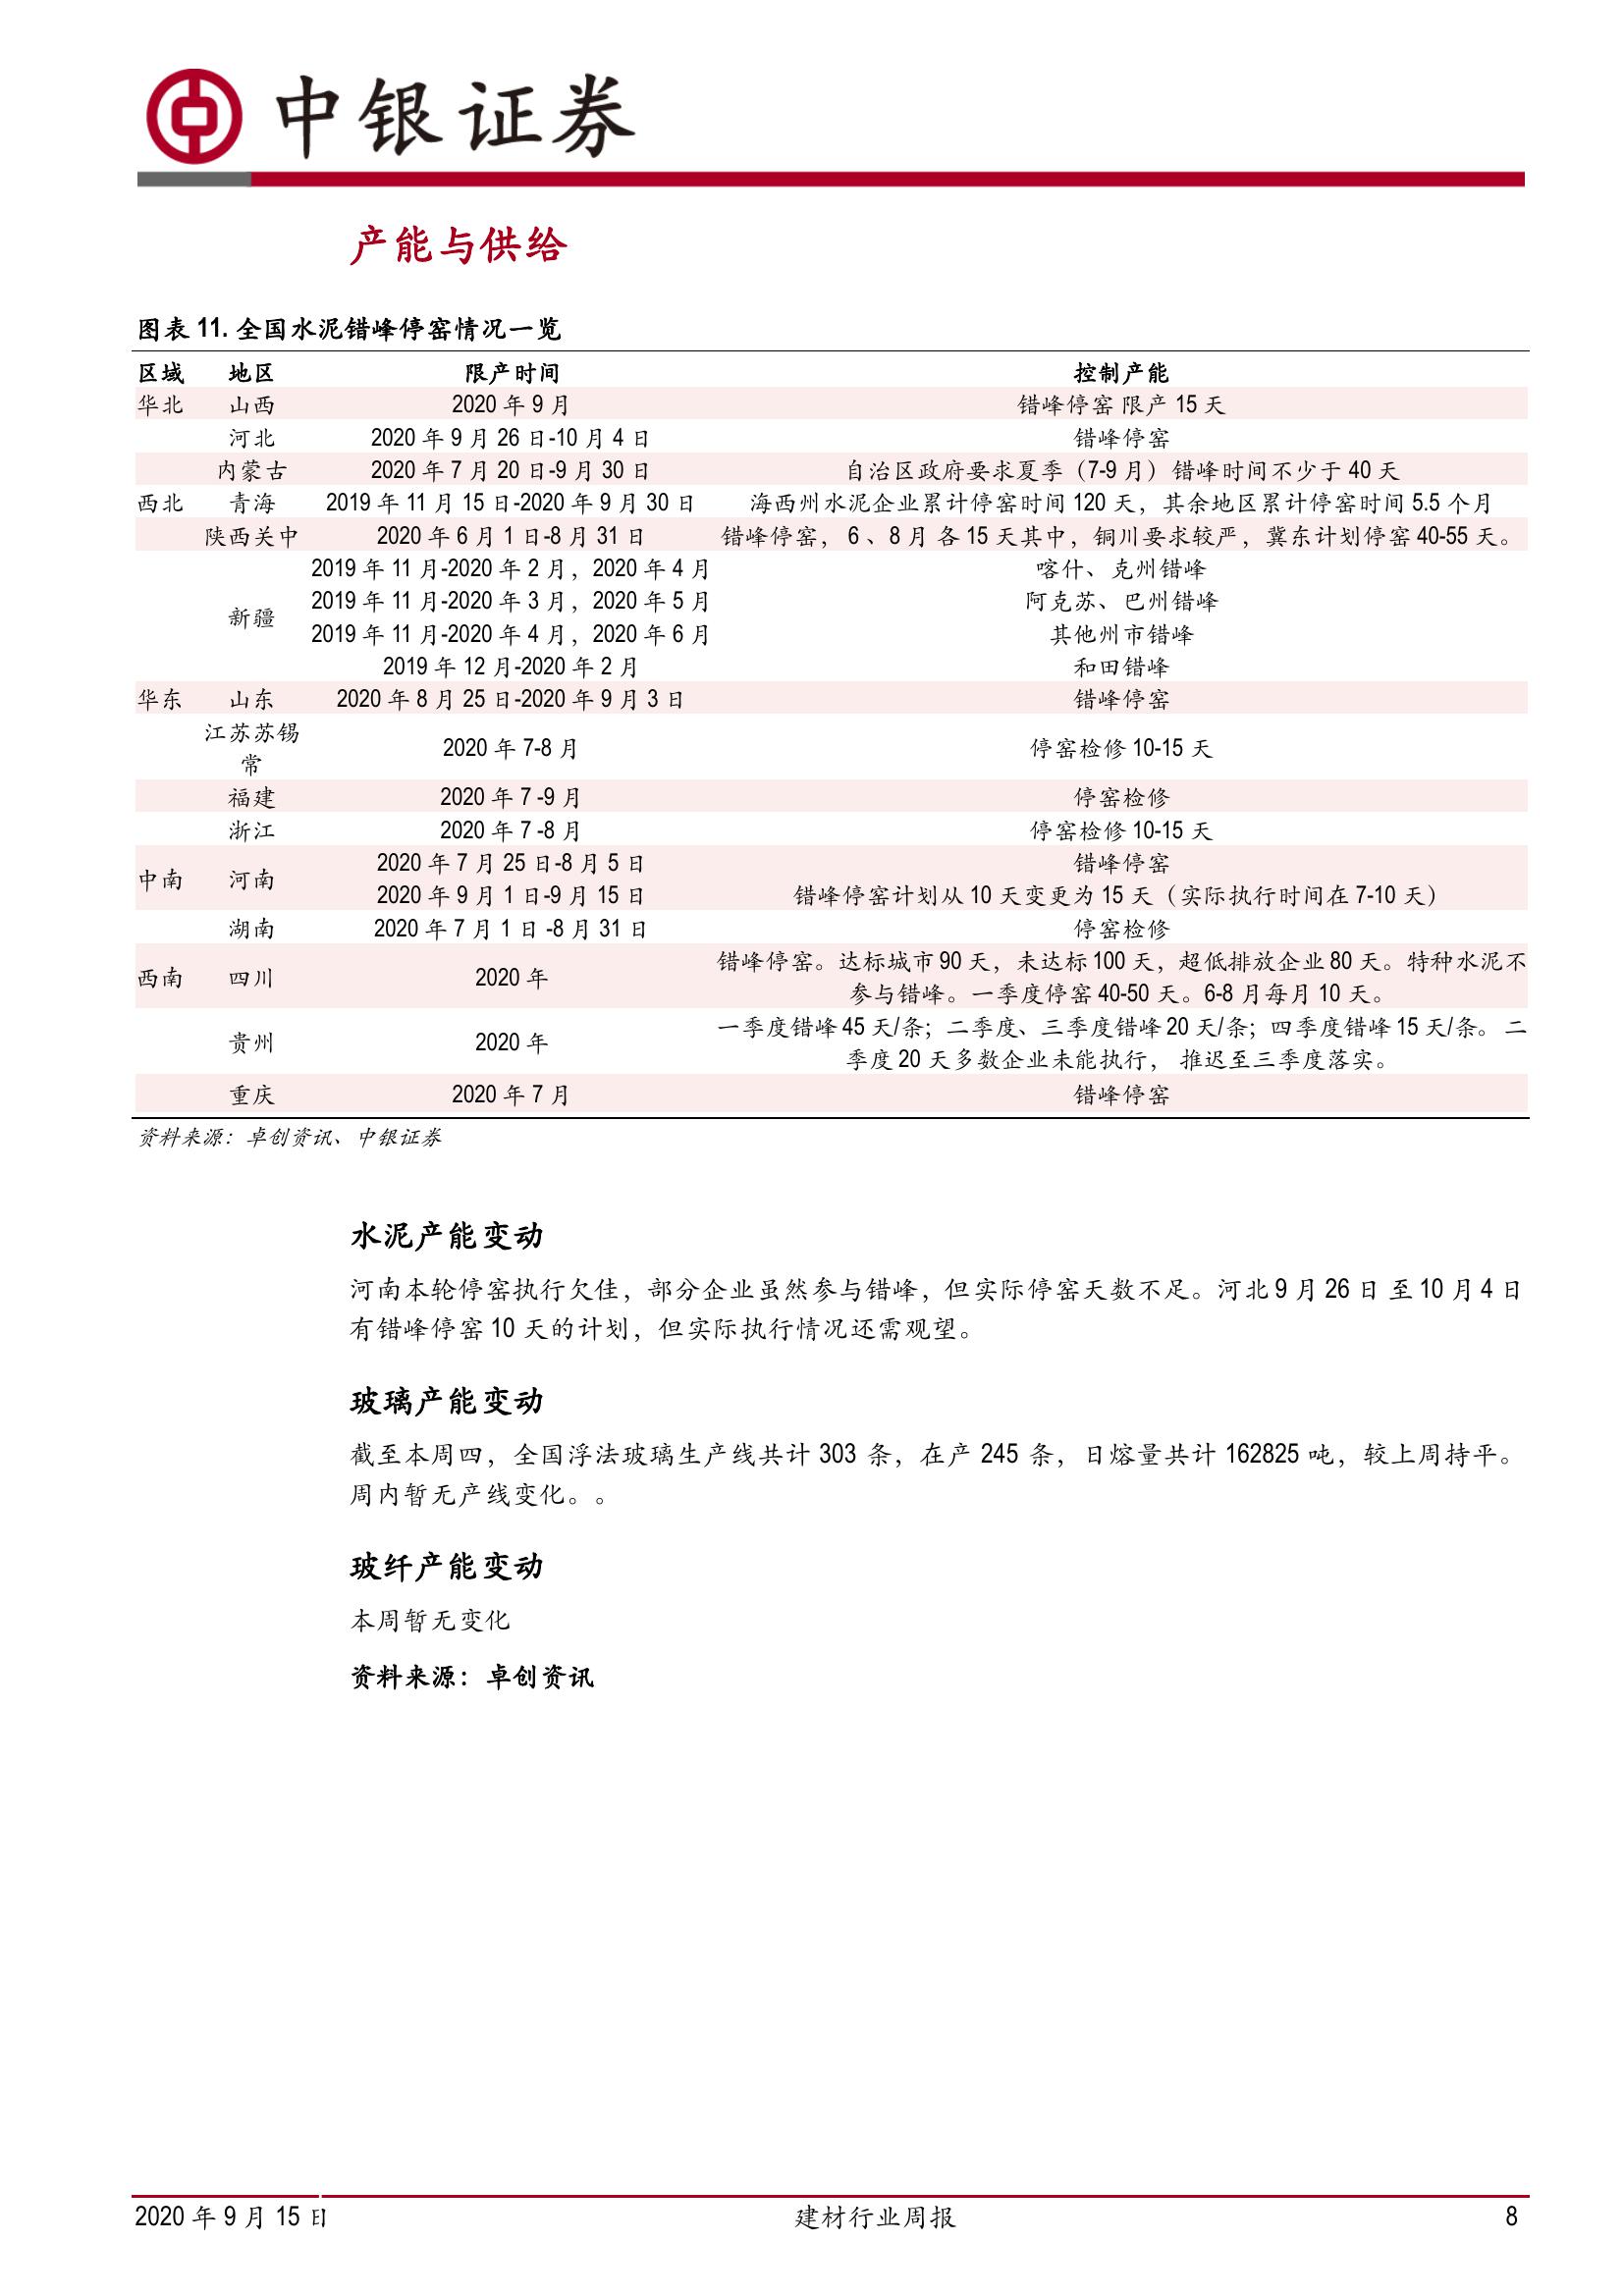 中银证券
产能与供给
图表 11. 全国水泥错峰停窑情况一览
区域 地区 限产时间 控制产能
华北 山西 2020 年 9 月 错峰停窑 限产 15 天
河北 2020 年 9 月 26 日-10 月 4 日 错峰停窑
内蒙古 2020 年 7 月 20 日-9 月 30 日 自治区政府要求夏季（7-9 月）错峰时间不少于 40 天
西北 青海 2019 年 11 月 15 日-2020 年 9 月 30 日 海西州水泥企业累计停窑时间 120 天，其余地区累计停窑时间 5.5 个月
陕西关中 2020 年 6 月 1 日-8 月 31 日 错峰停窑， 6 、8 月 各 15 天其中，铜川要求较严，冀东计划停窑 40-55 天。
2019 年 11 月-2020 年 2 月，2020 年 4 月 喀什、克州错峰
2019 年 11 月-2020 年 3 月，2020 年 5 月 阿克苏、巴州错峰
新疆
2019 年 11 月-2020 年 4 月，2020 年 6 月 其他州市错峰
2019 年 12 月-2020 年 2 月 和田错峰
华东 山东 2020 年 8 月 25 日-2020 年 9 月 3 日 错峰停窑
江苏苏锡
常 2020 年 7-8 月 停窑检修 10-15 天
福建 2020 年 7 -9 月 停窑检修
浙江 2020 年 7 -8 月 停窑检修 10-15 天
中南 河南 2020 年 7 月 25 日-8 月 5 日 错峰停窑
2020 年 9 月 1 日-9 月 15 日 错峰停窑计划从 10 天变更为 15 天（实际执行时间在 7-10 天）
湖南 2020 年 7 月 1 日 -8 月 31 日 停窑检修
西南 四川 2020 年 错峰停窑。达标城市 90 天，未达标 100 天，超低排放企业 80 天。特种水泥不
参与错峰。一季度停窑 40-50 天。6-8 月每月 10 天。
贵州 2020 年 一季度错峰 45 天/条；二季度、三季度错峰 20 天/条；四季度错峰 15 天/条。 二
季度 20 天多数企业未能执行， 推迟至三季度落实。
重庆 2020 年 7 月 错峰停窑
资料来源：卓创资讯、中银证券
水泥产能变动
河南本轮停窑执行欠佳，部分企业虽然参与错峰，但实际停窑天数不足。河北 9 月 26 日 至 10 月 4 日
有错峰停窑 10 天的计划，但实际执行情况还需观望。
玻璃产能变动
截至本周四，全国浮法玻璃生产线共计 303 条，在产 245 条，日熔量共计 162825 吨，较上周持平。
周内暂无产线变化。。
玻纤产能变动
本周暂无变化
资料来源：卓创资讯
2020 年 9 月 15 日 建材行业周报 8